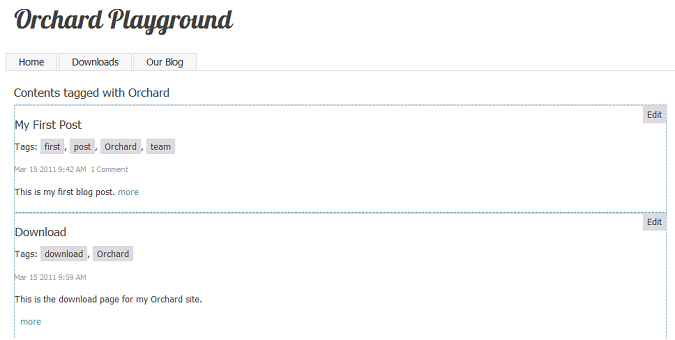 Orchard Playground
Home Downloads Our Blog
Contents tagged with Orchard
Edit
My First Post
Tags: first, post, Orchard, team
Mar 15 2011 9:42 AM 1 Comment
This is my first blog post. more
Edit
Download
Tags: download, Orchard
Mar 15 2011 9:59 AM
This is the download page for my Orchard site.
more